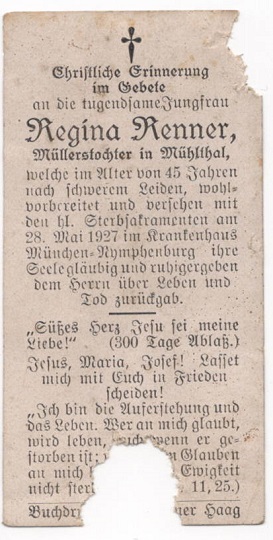 Christliche Erinnerung
im Gebete
an die tugendsame Jungfrau
Regina Renner,
Müllerstochter in Mühlthal,
welche im Alter von 45 Jahren
nach schwerem Leiden, wohl-
vorbereitet und versehen mit
den hl. Sterbsakramenten am
28. Mai 1927 im Krankenhaus
München-Nymphenburg ihre
Seele gläubig und ruhig ergeben
dem Herrn über Leben und
Tod zurückgab.
„Süßes Herz Jesu sei meine
Liebe!“ (300 Tage Ablaß.)
Jesus, Maria, Josef! Lasset
mich mit Euch in Frieden
scheiden!
„Ich bin die Auferstehung und
das Leben. Wer an mich glaubt,
wird leben, auch wenn er ge-
storben ist; Glauben
an mich Ewigkeit
nicht 11, 25.)
Haag